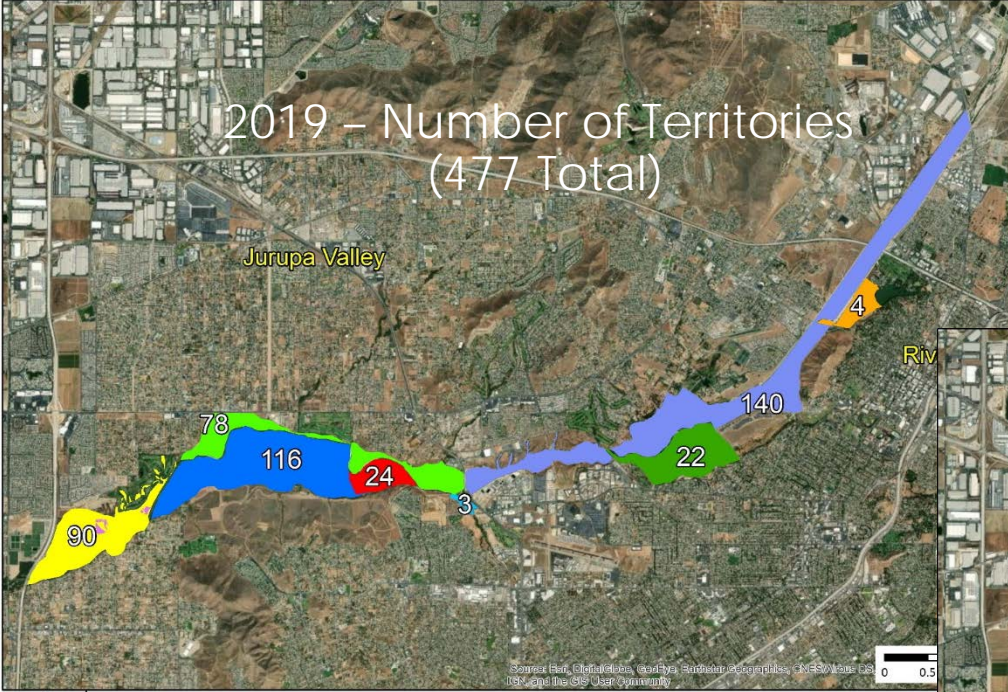 2019 – Number of Territories
(477 Total)
Jurupa Valley
4
Riv
140
78
116
24
22
3
90
Source: Esri, DigitalGlobe, GeoEye, Earthstar Geographics, CNES/Airbus DS,
IGN, and the GIS User Community
0 0.5